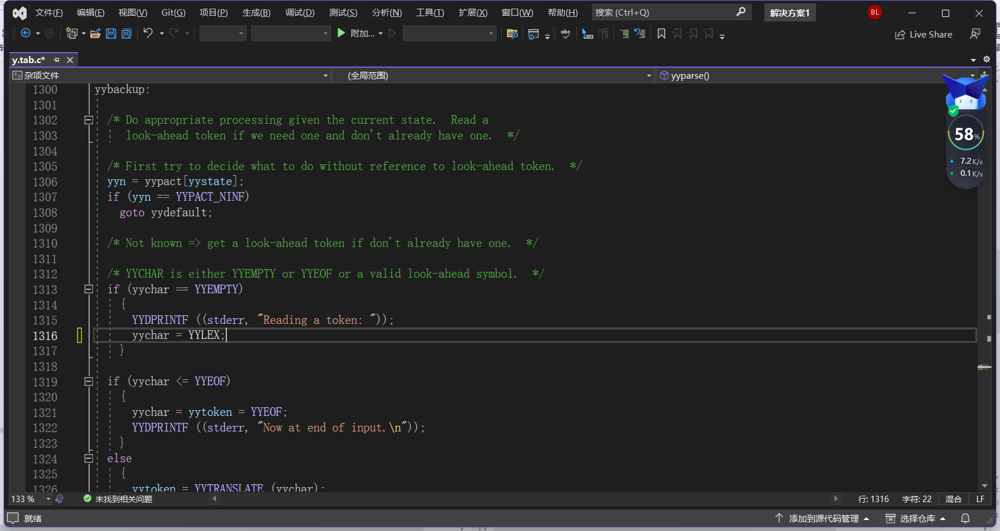 文件(F) 编辑(E) 视图(V) Git(G) 项目(P) 生成(B) 调试(D) 测试(S) 分析(N) 工具(T) 扩展(X) 窗口(W) 帮助(H) 搜索 (Ctrl+Q) 解决方案1 BL
附加... abc Live Share
y.tab.c*
杂项文件 (全局范围) yyparse()
1300 yybackup:
1301
1302 /* Do appropriate processing given the current state.  Read a
1303 look-ahead token if we need one and don't already have one.  */
1304
1305 /* First try to decide what to do without reference to look-ahead token.  */
1306 yyn = yypact[yystate];
1307 if (yyn == YYPACT_NINF)
1308 goto yydefault;
1309
1310 /* Not known => get a look-ahead token if don't already have one.  */
1311
1312 /* YYCHAR is either YYEMPTY or YYEOF or a valid look-ahead symbol.  */
1313 if (yychar == YYEMPTY)
1314 {
1315 YYDPRINTF ((stderr, "Reading a token: "));
1316 yychar = YYLEX;
1317 }
1318
1319 if (yychar <= YYEOF)
1320 {
1321 yychar = yytoken = YYEOF;
1322 YYDPRINTF ((stderr, "Now at end of input.\n"));
1323 }
1324 else
1325 {
1326 yytoken = YYTRANSLATE (yychar);
58%
7.2 K/s
0.1 K/s
133 % 未找到相关问题 行: 1316 字符: 22 混合 LF
就绪 添加到源代码管理 选择仓库